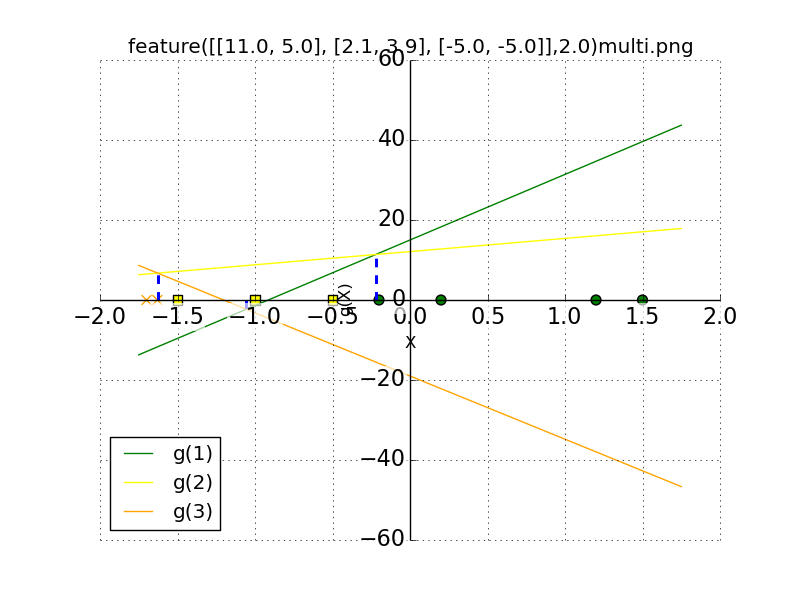 feature([[11.0, 5.0], [2.1, 3.9], [-5.0, -5.0]],2.0)multi.png
60
40
20
0
−20
−40
−60
−2.0 −1.5 −1.0 −0.5 0.0 0.5 1.0 1.5 2.0
x
g(X)
g(1)
g(2)
g(3)